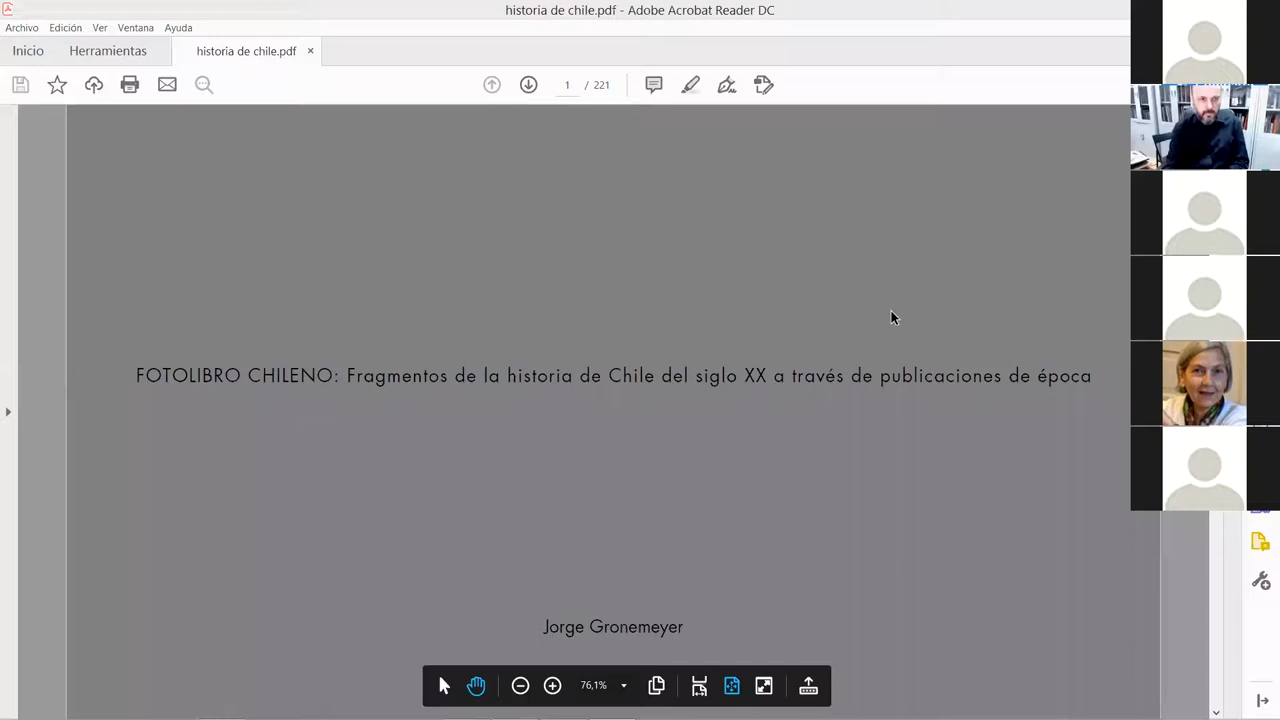 historia de chile.pdf - Adobe Acrobat Reader DC
Archivo Edición Ver Ventana Ayuda
Inicio Herramientas historia de chile.pdf ×
1 / 221
FOTOLIBRO CHILENO: Fragmentos de la historia de Chile del siglo XX a través de publicaciones de época
Jorge Gronemeyer
76,1%